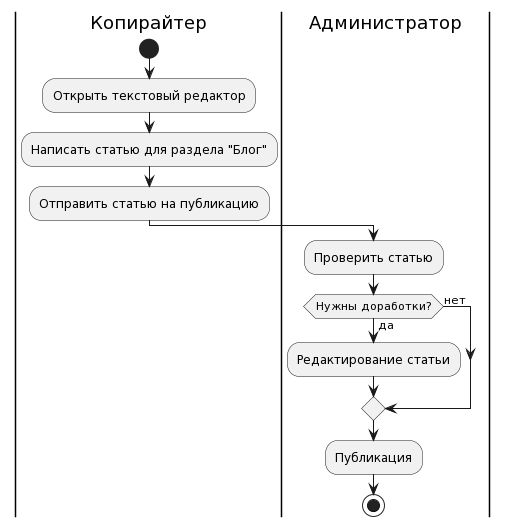 Копирайтер
Администратор
Открыть текстовый редактор
Написать статью для раздела "Блог"
Отправить статью на публикацию
Проверить статью
Нужны доработки?
нет
да
Редактирование статьи
Публикация